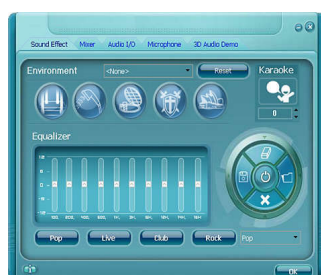 Sound Effect Mixer Audio I/O Microphone 3D Audio Demo
Environment <None> Reset Karaoke
0
Equalizer
Pop Live Club Rock Pop
OK